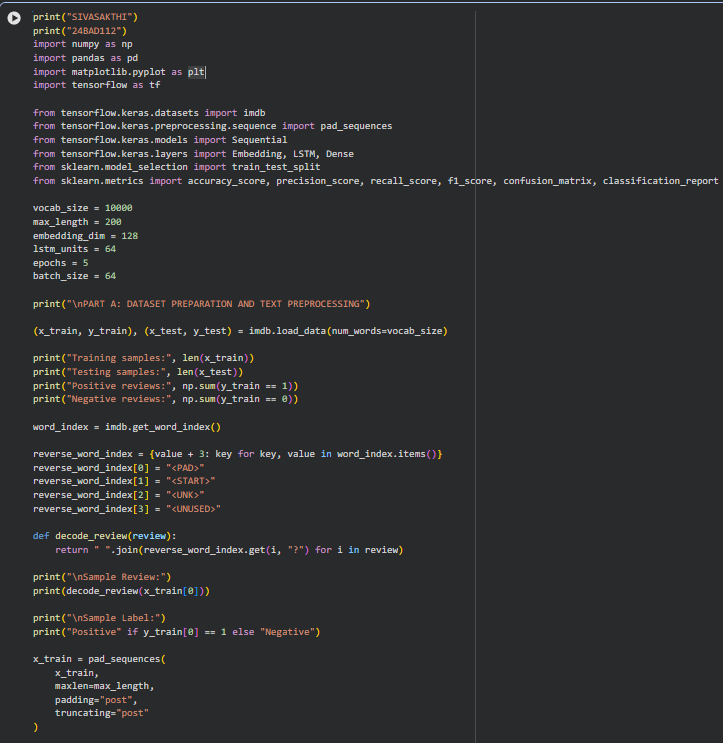 print("SIVASAKTHI")
print("24BAD112")
import numpy as np
import pandas as pd
import matplotlib.pyplot as plt
import tensorflow as tf

from tensorflow.keras.datasets import imdb
from tensorflow.keras.preprocessing.sequence import pad_sequences
from tensorflow.keras.models import Sequential
from tensorflow.keras.layers import Embedding, LSTM, Dense
from sklearn.model_selection import train_test_split
from sklearn.metrics import accuracy_score, precision_score, recall_score, f1_score, confusion_matrix, classification_report

vocab_size = 10000
max_length = 200
embedding_dim = 128
lstm_units = 64
epochs = 5
batch_size = 64

print("\nPART A: DATASET PREPARATION AND TEXT PREPROCESSING")

(x_train, y_train), (x_test, y_test) = imdb.load_data(num_words=vocab_size)

print("Training samples:", len(x_train))
print("Testing samples:", len(x_test))
print("Positive reviews:", np.sum(y_train == 1))
print("Negative reviews:", np.sum(y_train == 0))

word_index = imdb.get_word_index()

reverse_word_index = {value + 3: key for key, value in word_index.items()}
reverse_word_index[0] = "<PAD>"
reverse_word_index[1] = "<START>"
reverse_word_index[2] = "<UNK>"
reverse_word_index[3] = "<UNUSED>"

def decode_review(review):
    return " ".join(reverse_word_index.get(i, "?") for i in review)

print("\nSample Review:")
print(decode_review(x_train[0]))

print("\nSample Label:")
print("Positive" if y_train[0] == 1 else "Negative")

x_train = pad_sequences(
    x_train,
    maxlen=max_length,
    padding="post",
    truncating="post"
)